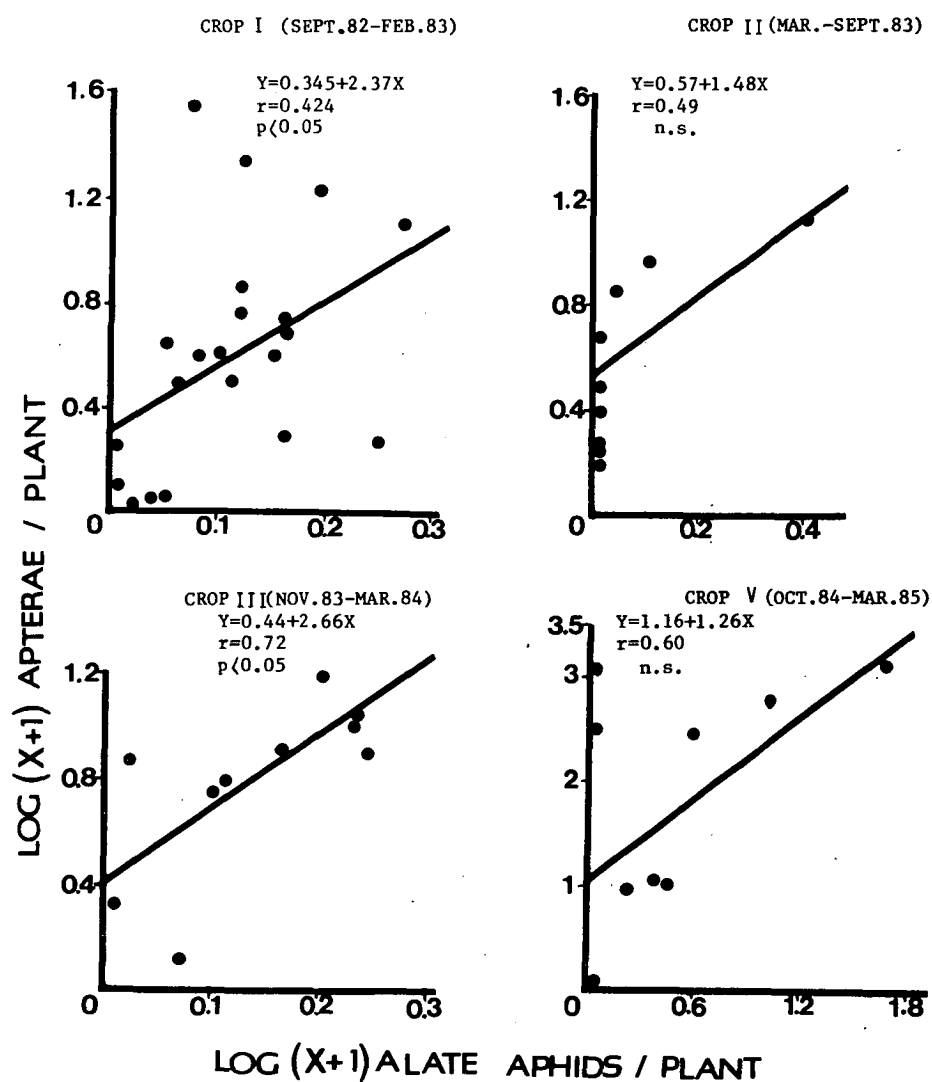 CROP I (SEPT.82-FEB.83)
Y=0.345+2.37X
r=0.424
p<0.05
1.6
1.2
0.8
0.4
0
0.1
0.2
0.3
CROP II (MAR.-SEPT.83)
Y=0.57+1.48X
r=0.49
n.s.
1.6
1.2
0.8
0.4
0
0.2
0.4
CROP III(NOV.83-MAR.84)
Y=0.44+2.66X
r=0.72
p<0.05
1.2
0.8
0.4
0
0.1
0.2
0.3
CROP V (OCT.84-MAR.85)
Y=1.16+1.26X
r=0.60
n.s.
3.5
3
2
1
0
0.6
1.2
1.8
LOG (X+1) APTERAE / PLANT
LOG (X+1) ALATE APHIDS / PLANT